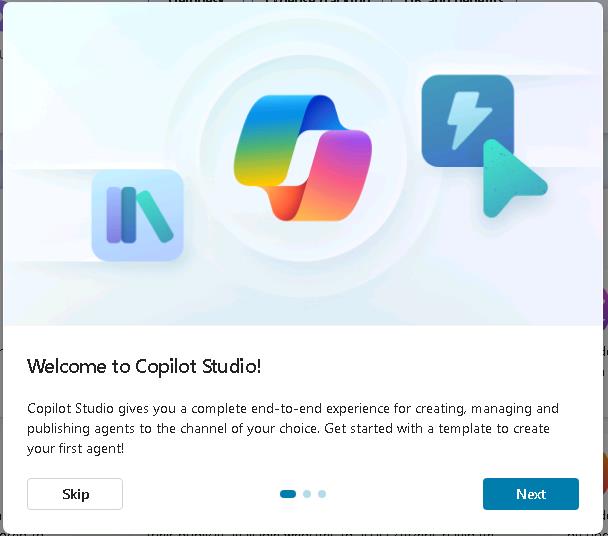 Welcome to Copilot Studio!
Copilot Studio gives you a complete end-to-end experience for creating, managing and
publishing agents to the channel of your choice. Get started with a template to create
your first agent!
Skip
Next